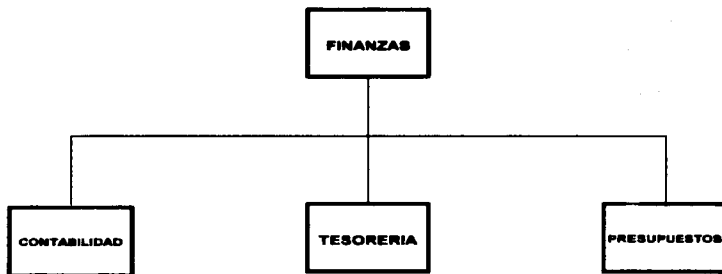 FINANZAS
CONTABILIDAD
TESORERIA
PRESUPUESTOS